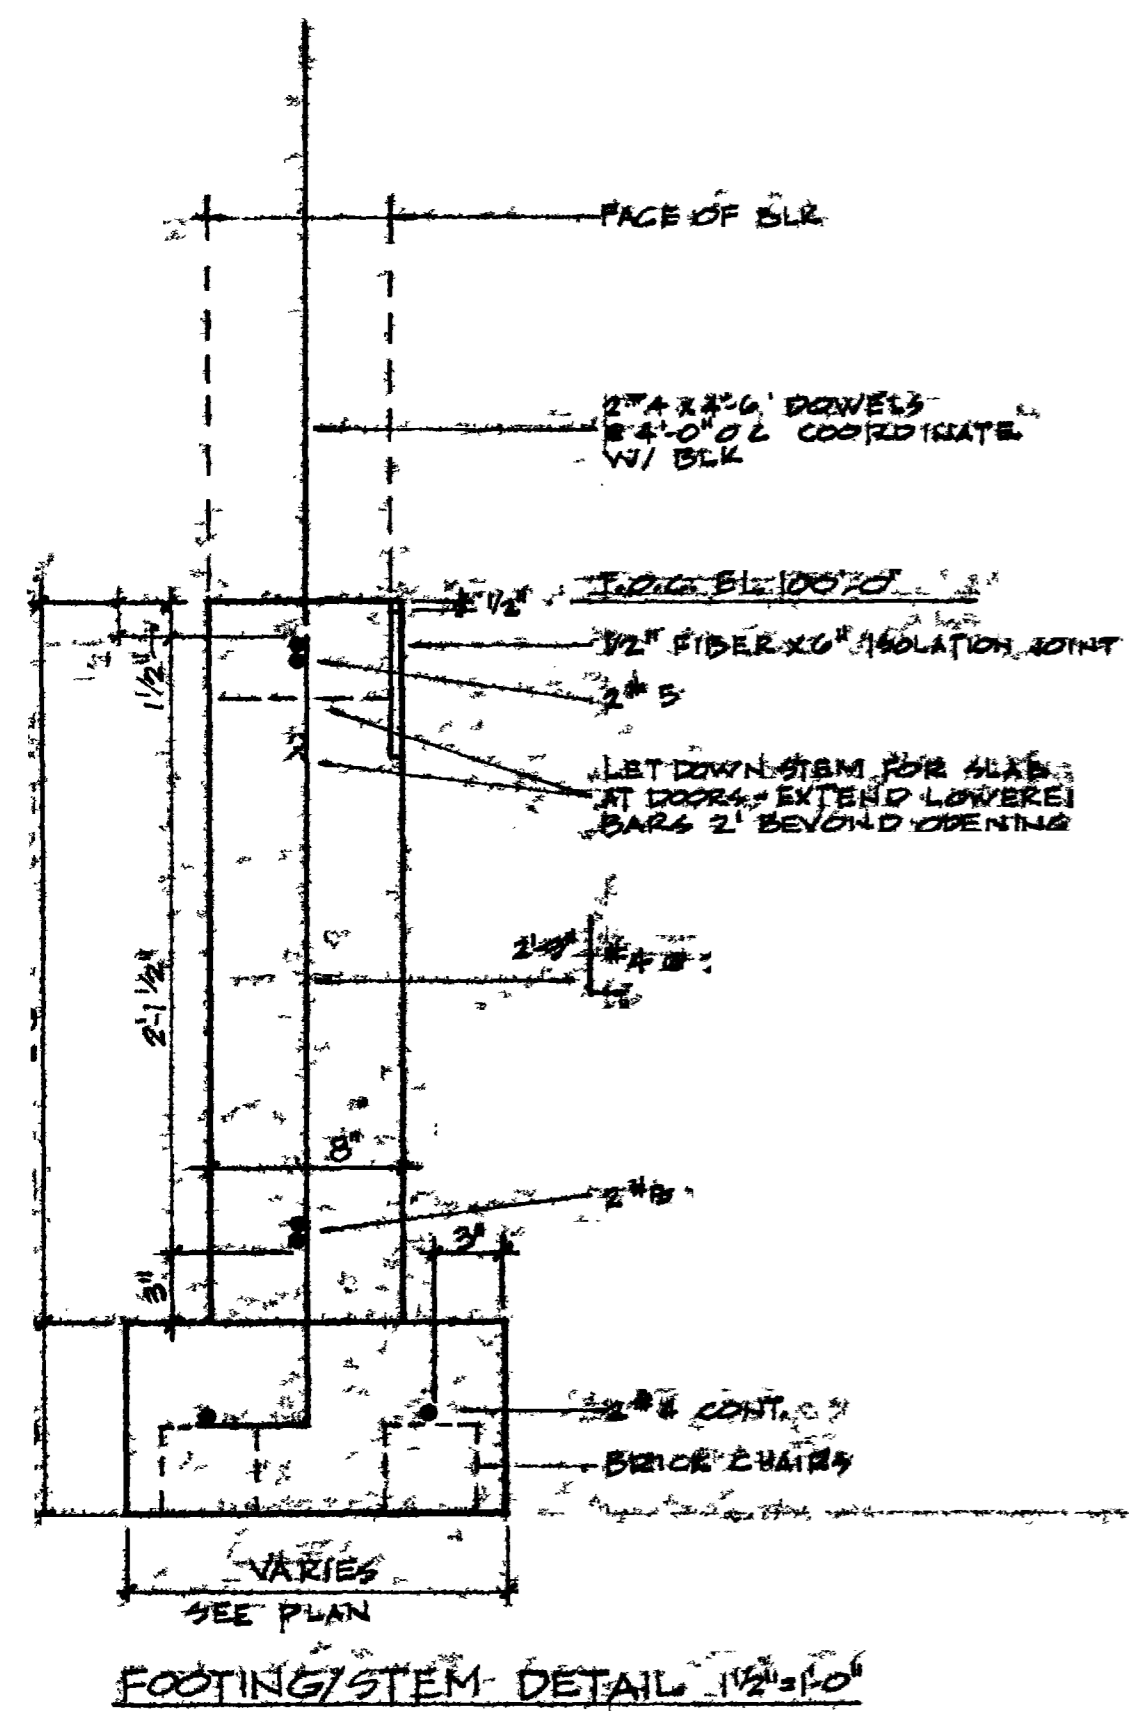 FACE OF BLK
2 #4 X 4'-6" DOWELS
@ 4'-0" O C COORDINATE
W/ BLK
T.O.C. EL 100'-0"
1/2"
1/2" FIBER X 6" ISOLATION JOINT
2 # 5
1 1/2"
LET DOWN STEM FOR SLAB
AT DOORS - EXTEND LOWERED
BARS 2' BEYOND OPENING
#4 @
2'-1 1/2"
8"
2 #5
3"
3"
2 #4 CONT.
BRICK CHAIRS
VARIES
SEE PLAN
FOOTING/STEM DETAIL 1 1/2"=1'-0"